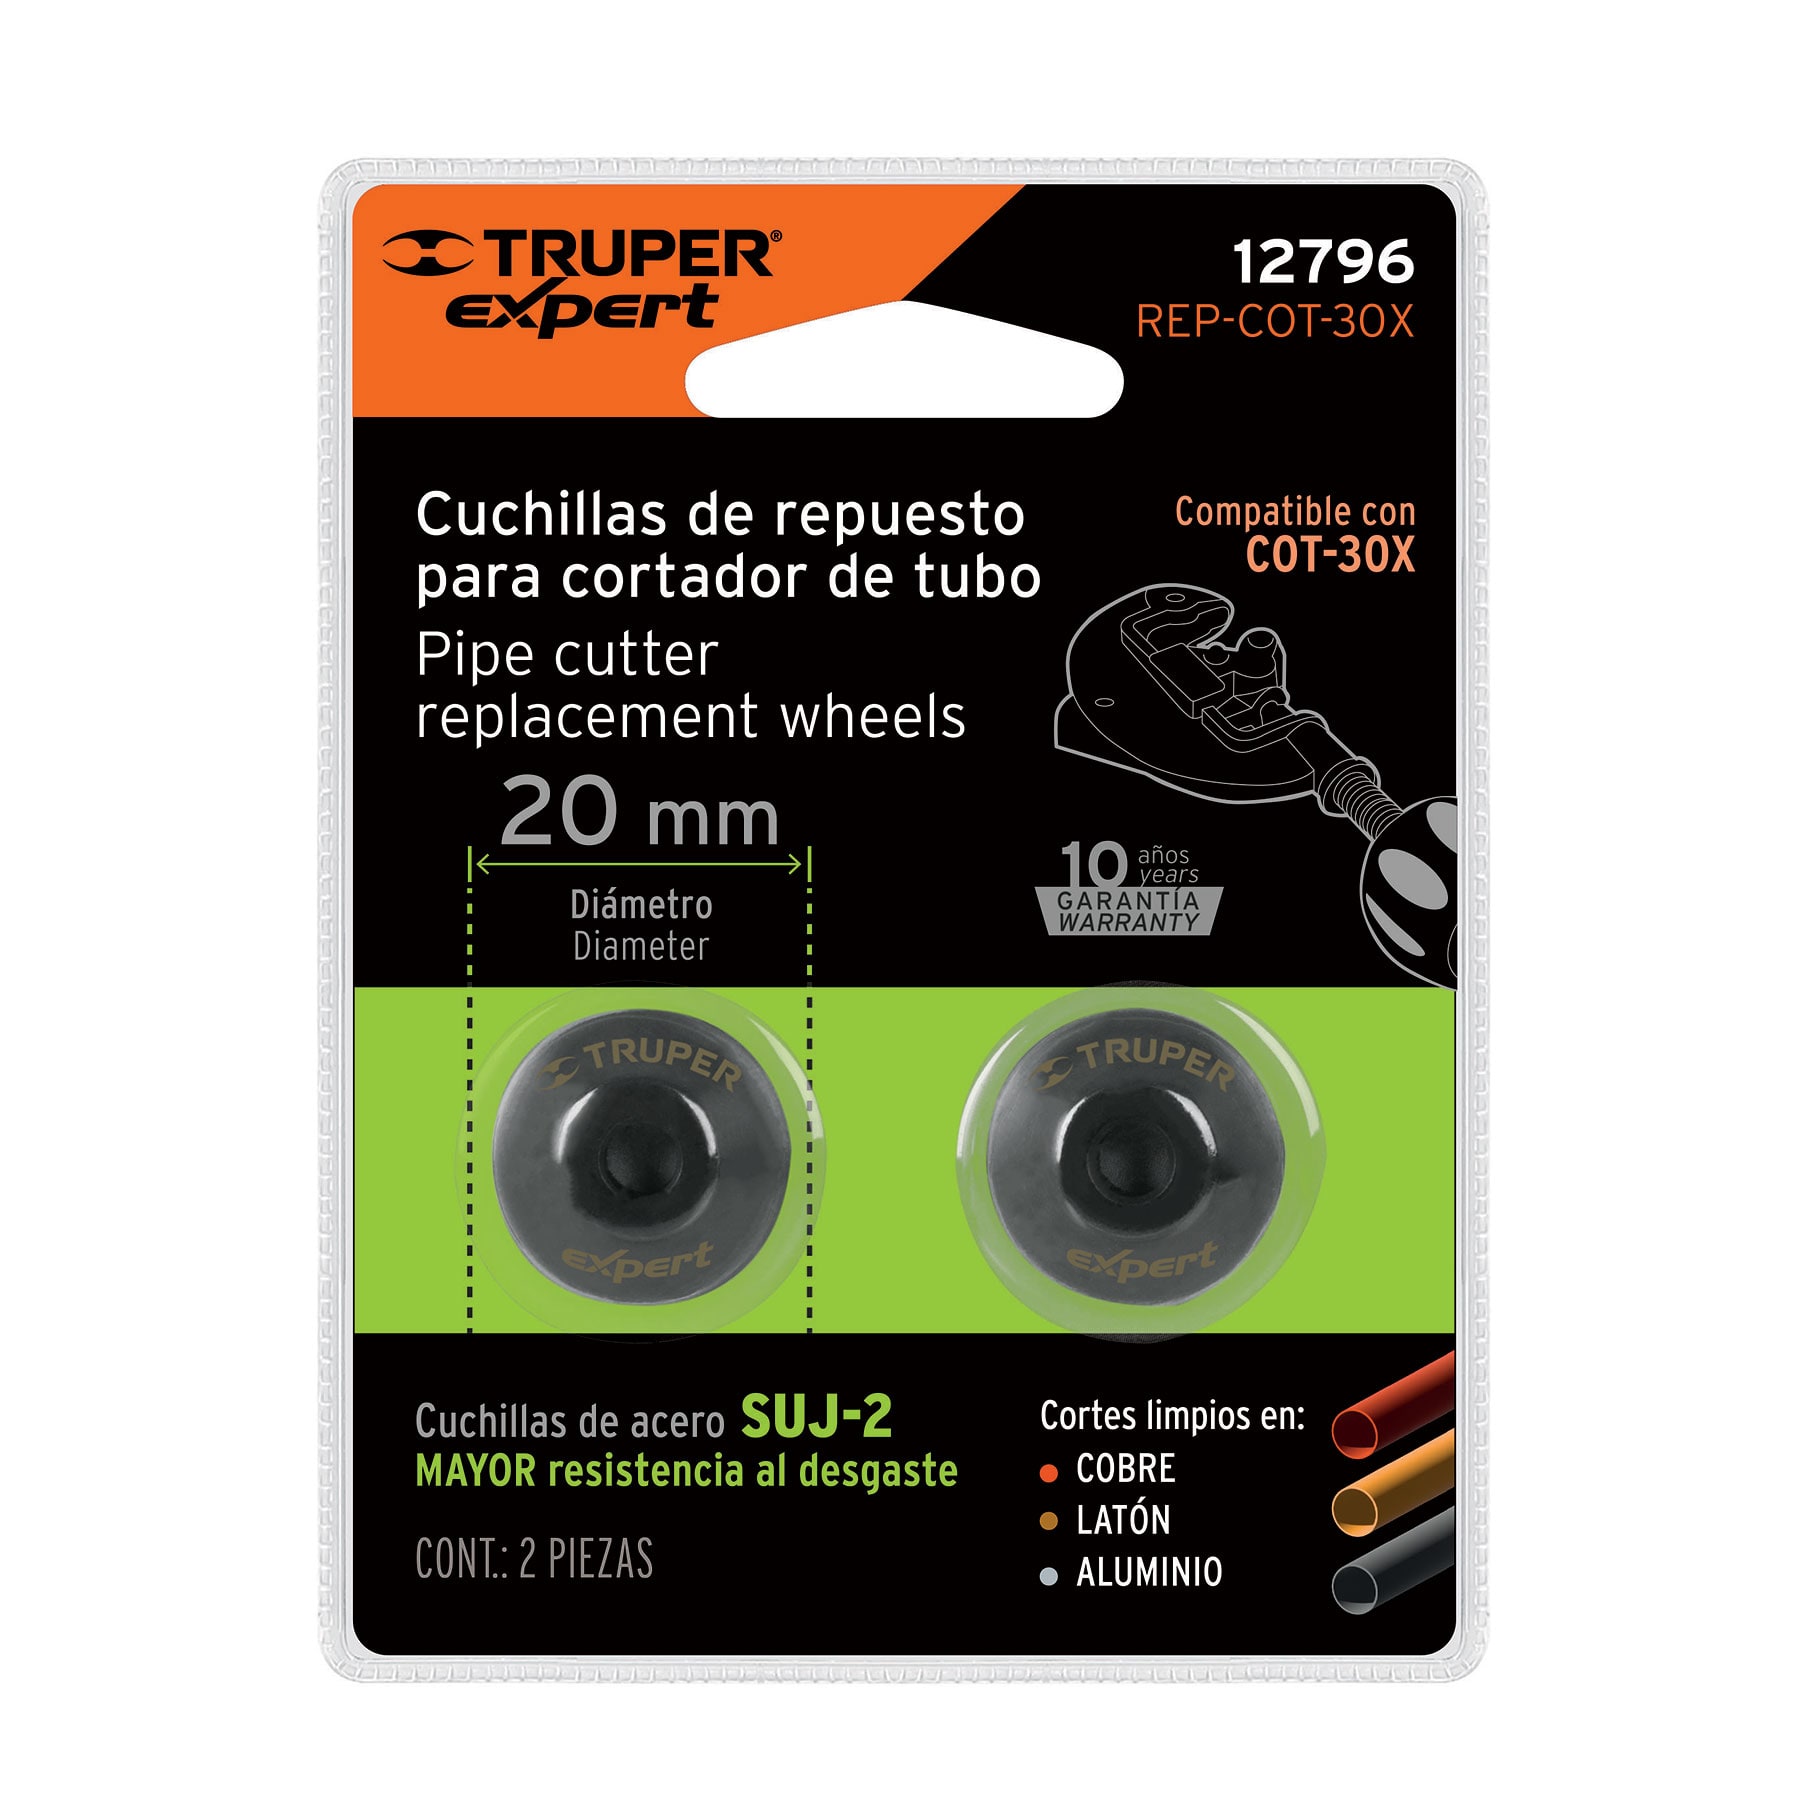 TRUPER®
expert
12796
REP-COT-30X
Cuchillas de repuesto
para cortador de tubo
Pipe cutter
replacement wheels
Compatible con
COT-30X
20 mm
Diámetro
Diameter
10 años
years
GARANTÍA
WARRANTY
TRUPER
expert
TRUPER
expert
Cuchillas de acero SUJ-2
MAYOR resistencia al desgaste
CONT.: 2 PIEZAS
Cortes limpios en:
• COBRE
• LATÓN
• ALUMINIO